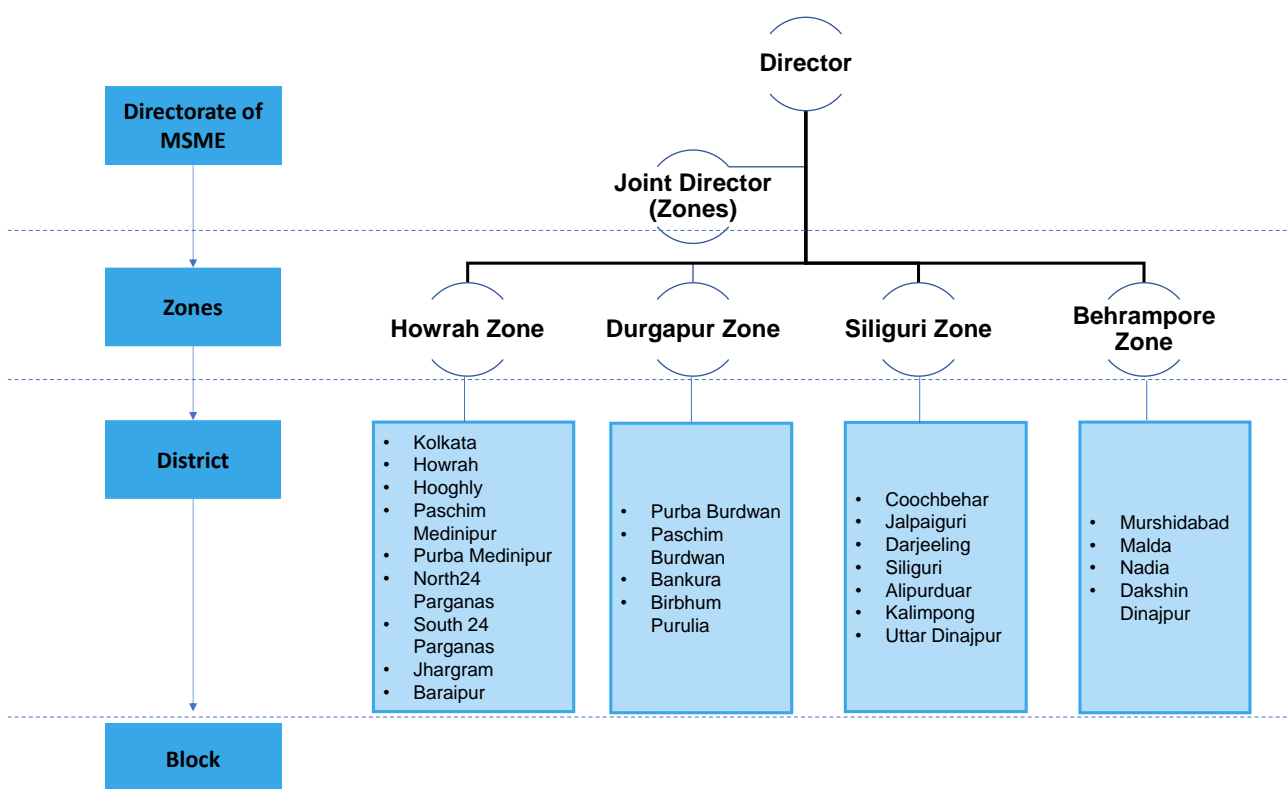 Director
Directorate of
MSME
Joint Director
(Zones)
Zones
Howrah Zone
Durgapur Zone
Siliguri Zone
Behrampore
Zone
District
• Kolkata
• Howrah
• Hooghly
• Paschim
Medinipur
• Purba Medinipur
• North24
Parganas
• South 24
Parganas
• Jhargram
• Baraipur
• Purba Burdwan
• Paschim
Burdwan
• Bankura
• Birbhum
Purulia
• Coochbehar
• Jalpaiguri
• Darjeeling
• Siliguri
• Alipurduar
• Kalimpong
• Uttar Dinajpur
• Murshidabad
• Malda
• Nadia
• Dakshin
Dinajpur
Block